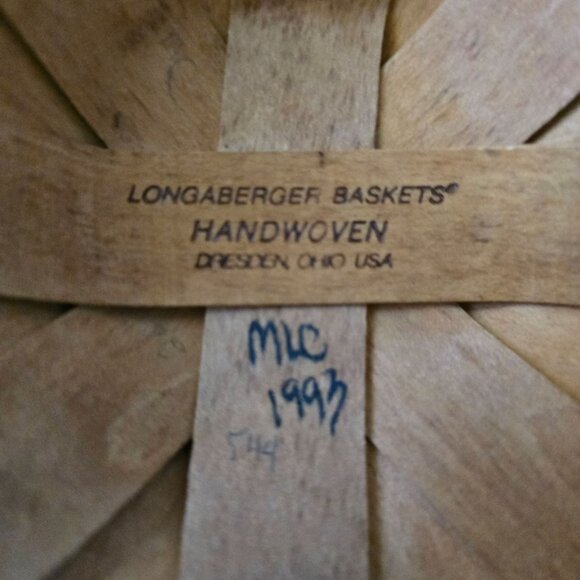 LONGABERGER BASKETS®
HANDWOVEN
DRESDEN, OHIO USA
MLC
1993
544